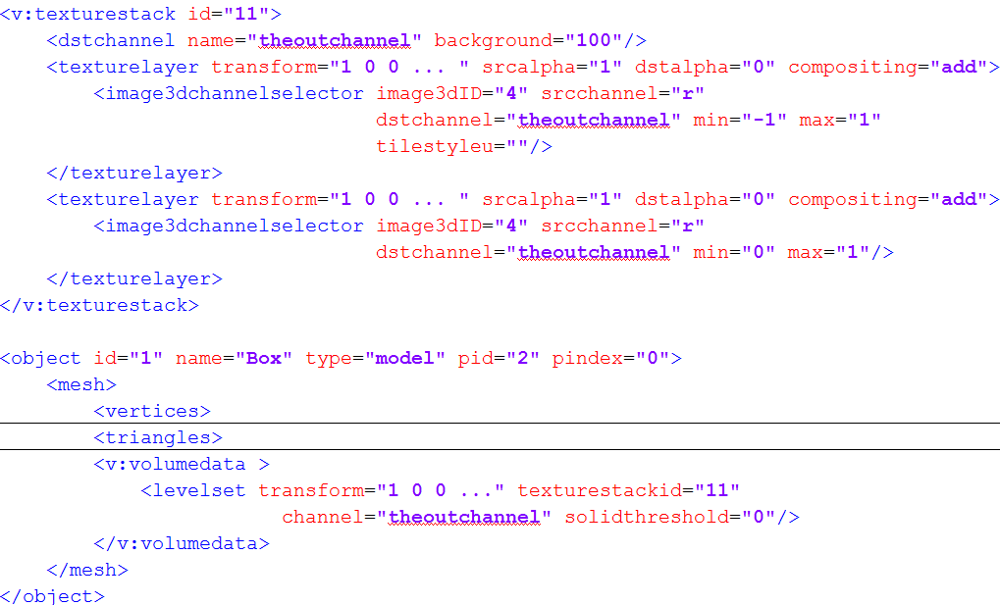 <v:texturestack id="11">
<dstchannel name="theoutchannel" background="100"/>
<texturelayer transform="1 0 0 ... " srcalpha="1" dstalpha="0" compositing="add">
<image3dchannelselector image3dID="4" srcchannel="r"
dstchannel="theoutchannel" min="-1" max="1"
tilestyleu=""/>
</texturelayer>
<texturelayer transform="1 0 0 ... " srcalpha="1" dstalpha="0" compositing="add">
<image3dchannelselector image3dID="4" srcchannel="r"
dstchannel="theoutchannel" min="0" max="1"/>
</texturelayer>
</v:texturestack>
<object id="1" name="Box" type="model" pid="2" pindex="0">
<mesh>
<vertices>
<triangles>
<v:volumedata >
<levelset transform="1 0 0 ..." texturestackid="11"
channel="theoutchannel" solidthreshold="0"/>
</v:volumedata>
</mesh>
</object>